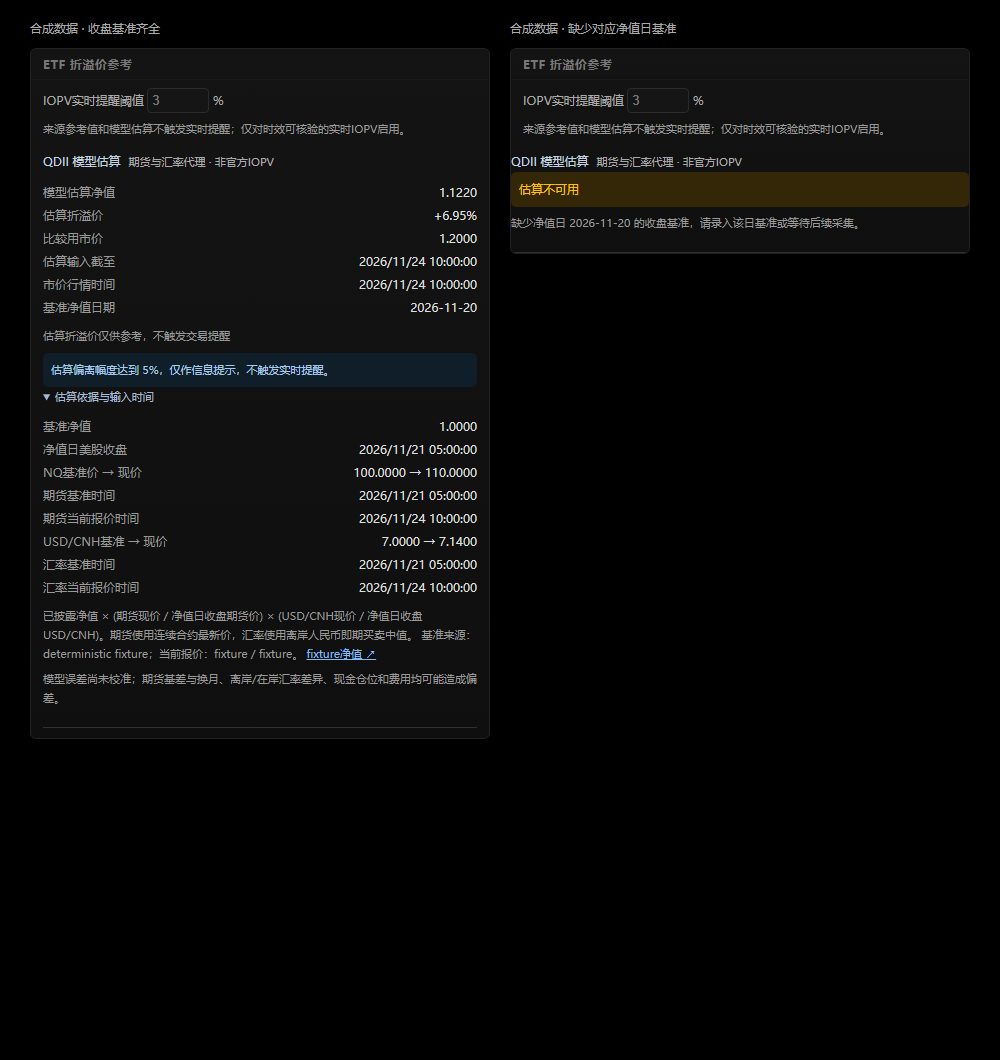 合成数据 · 收盘基准齐全
ETF 折溢价参考
IOPV实时提醒阈值 3 %
来源参考值和模型估算不触发实时提醒；仅对时效可核验的实时IOPV启用。
QDII 模型估算 期货与汇率代理 · 非官方IOPV
模型估算净值 1.1220
估算折溢价 +6.95%
比较用市价 1.2000
估算输入截至 2026/11/24 10:00:00
市价行情时间 2026/11/24 10:00:00
基准净值日期 2026-11-20
估算折溢价仅供参考，不触发交易提醒
估算偏离幅度达到 5%，仅作信息提示，不触发实时提醒。
▼ 估算依据与输入时间
基准净值 1.0000
净值日美股收盘 2026/11/21 05:00:00
NQ基准价 → 现价 100.0000 → 110.0000
期货基准时间 2026/11/21 05:00:00
期货当前报价时间 2026/11/24 10:00:00
USD/CNH基准 → 现价 7.0000 → 7.1400
汇率基准时间 2026/11/21 05:00:00
汇率当前报价时间 2026/11/24 10:00:00
已披露净值 × (期货现价 / 净值日收盘期货价) × (USD/CNH现价 / 净值日收盘
USD/CNH)。期货使用连续合约最新价，汇率使用离岸人民币即期买卖中值。 基准来源：
deterministic fixture；当前报价：fixture / fixture。 fixture净值 ↗
模型误差尚未校准；期货基差与换月、离岸/在岸汇率差异、现金仓位和费用均可能造成偏
差。
合成数据 · 缺少对应净值日基准
ETF 折溢价参考
IOPV实时提醒阈值 3 %
来源参考值和模型估算不触发实时提醒；仅对时效可核验的实时IOPV启用。
QDII 模型估算 期货与汇率代理 · 非官方IOPV
估算不可用
缺少净值日 2026-11-20 的收盘基准，请录入该日基准或等待后续采集。